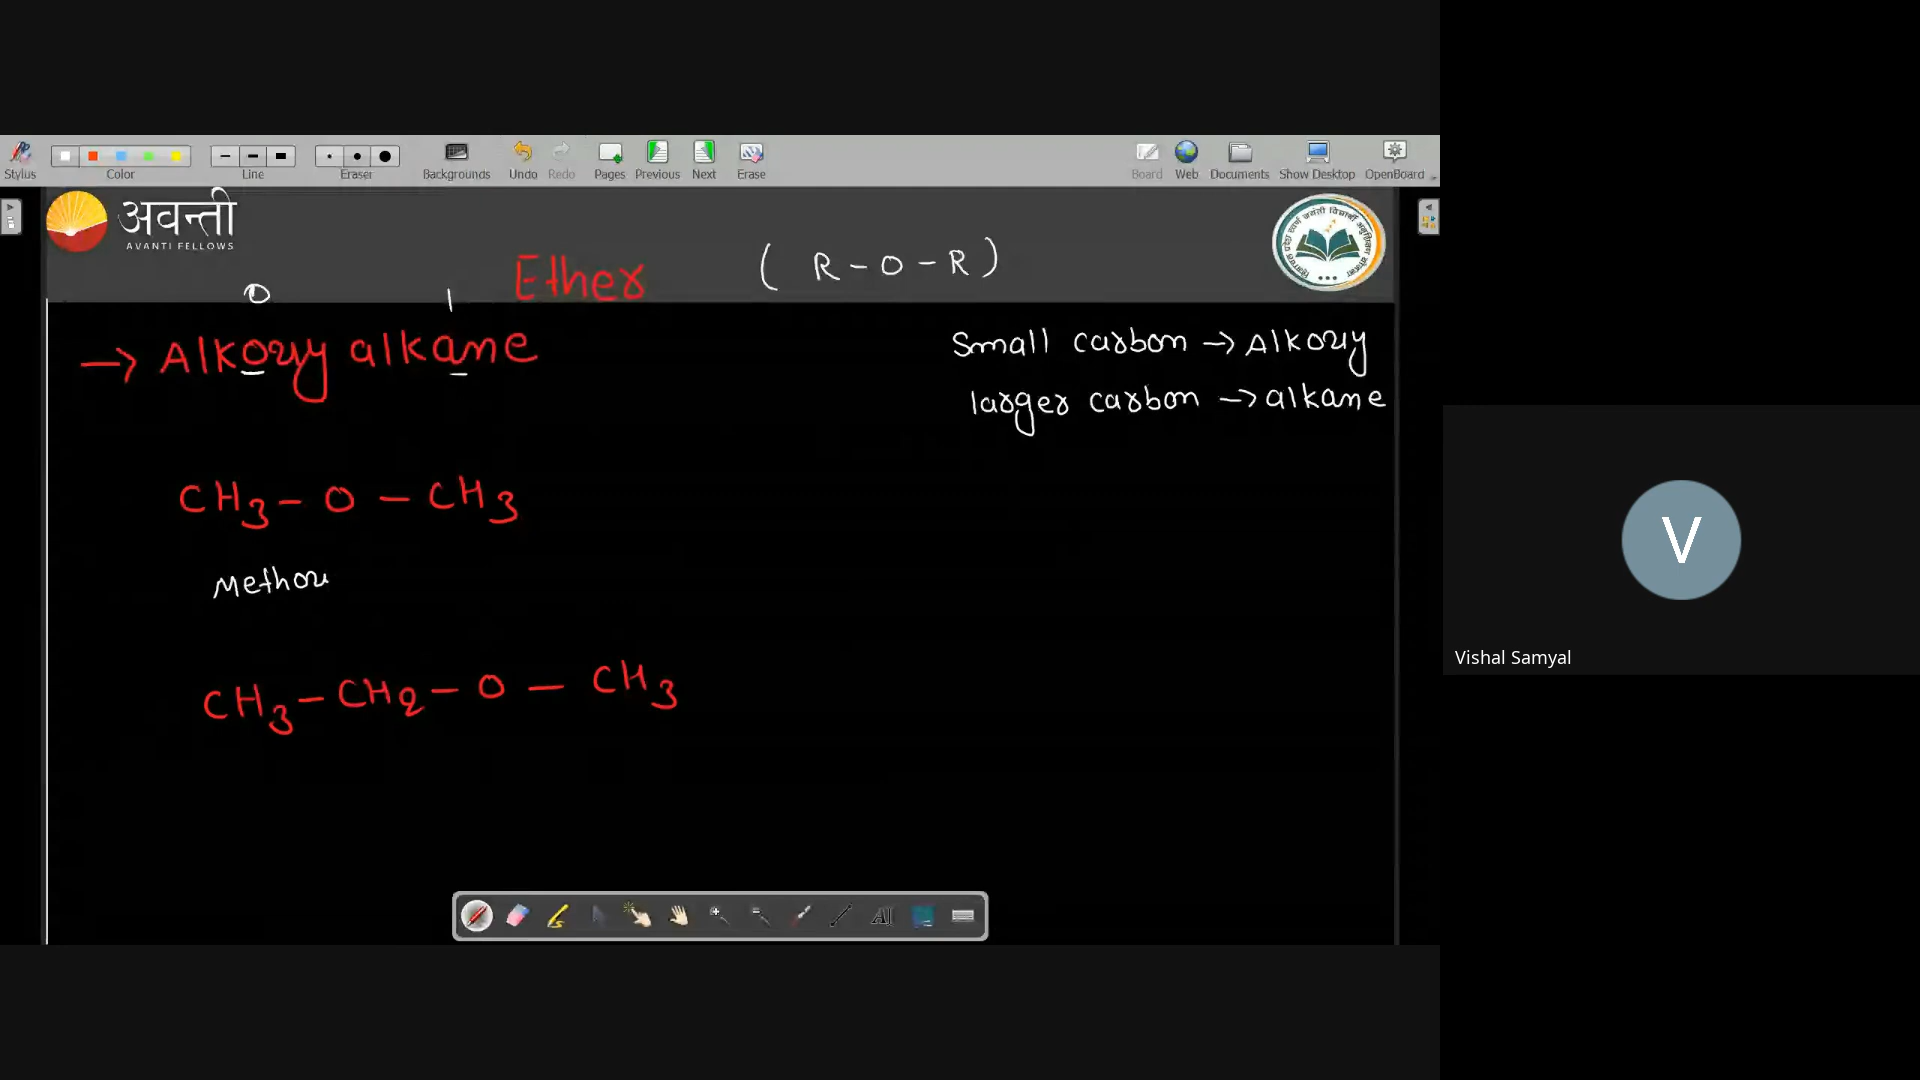 Stylus Color Line Eraser Backgrounds Undo Redo Pages Previous Next Erase Board Web Documents Show Desktop OpenBoard
अवन्ती
AVANTI FELLOWS
Ether ( R - O - R )
O 1
→ Alkoxy alkane
Small carbon → Alkoxy
larger carbon → alkane
CH3 - O - CH3
Methox
CH3 - CH2 - O - CH3
V
Vishal Samyal